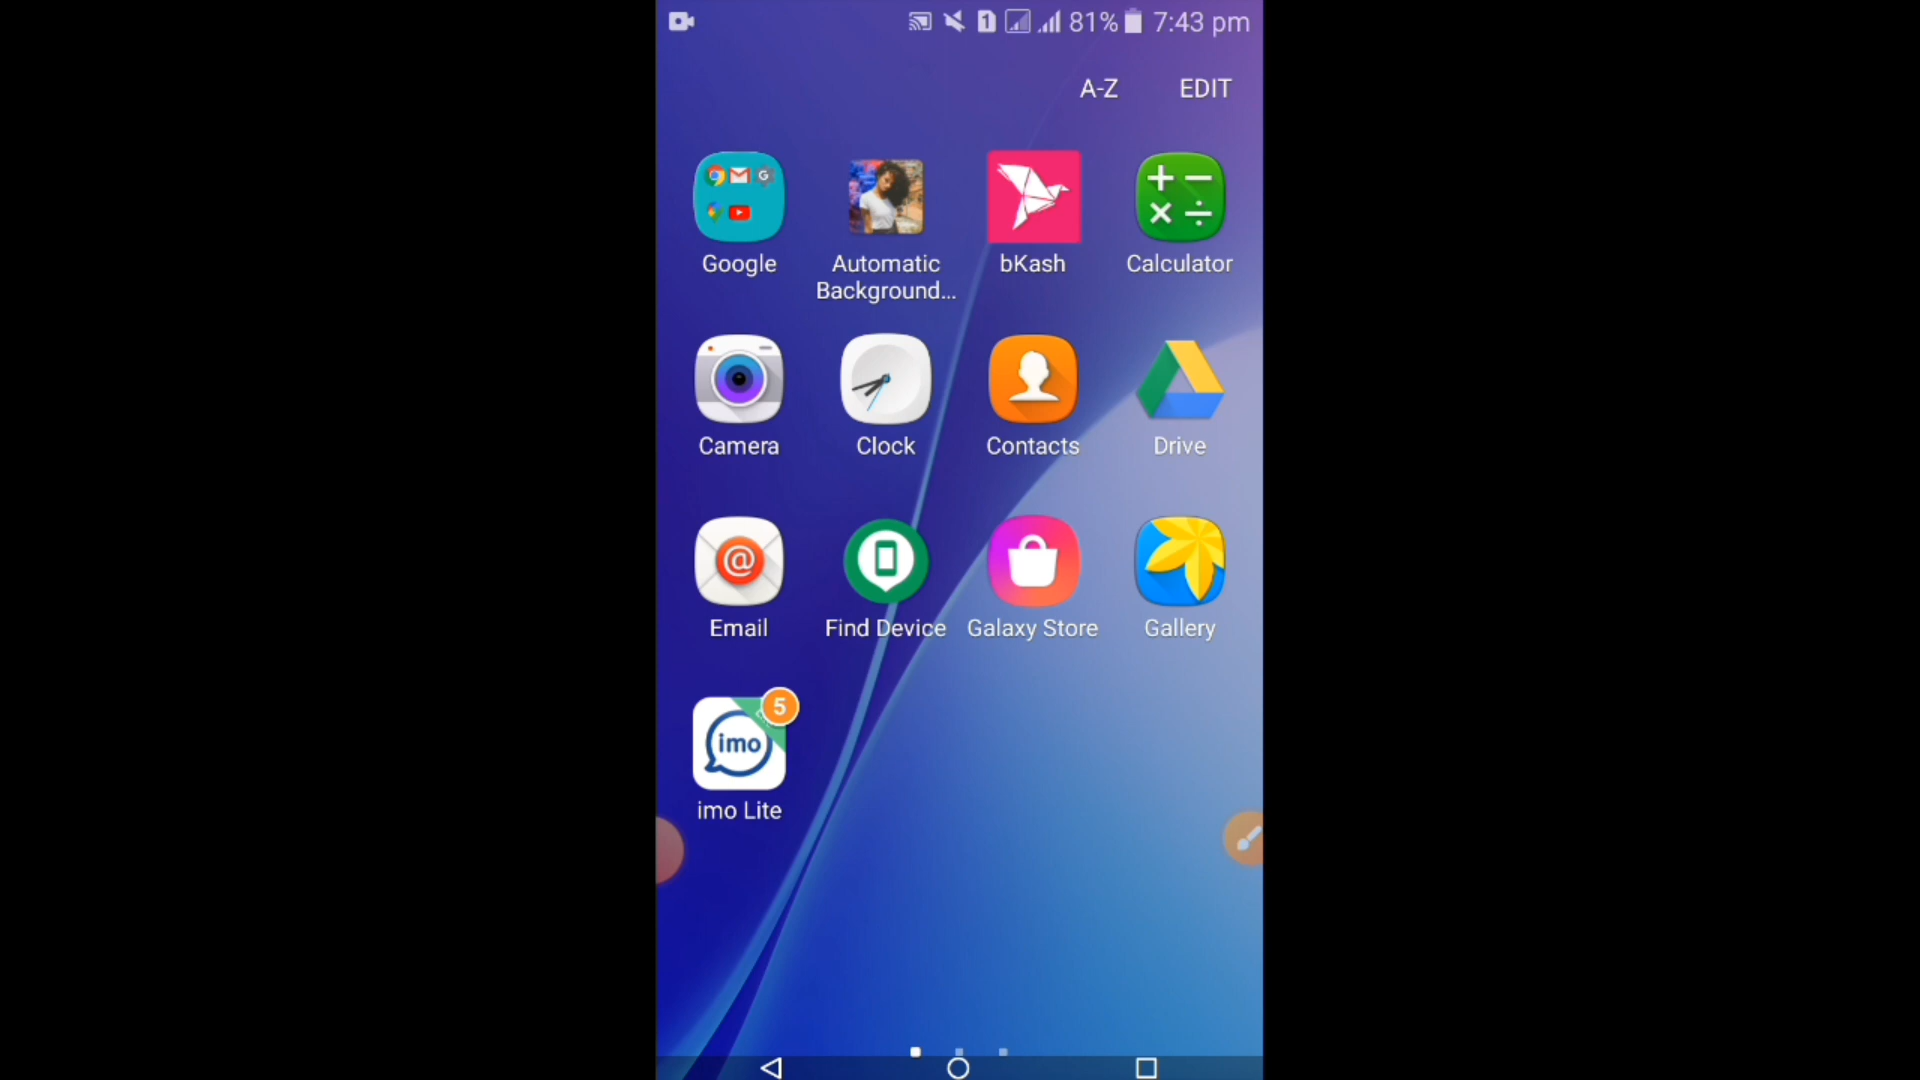 1 81% 7:43 pm
A-Z EDIT
Google Automatic Background... bKash Calculator
Camera Clock Contacts Drive
Email Find Device Galaxy Store Gallery
5
imo
imo Lite